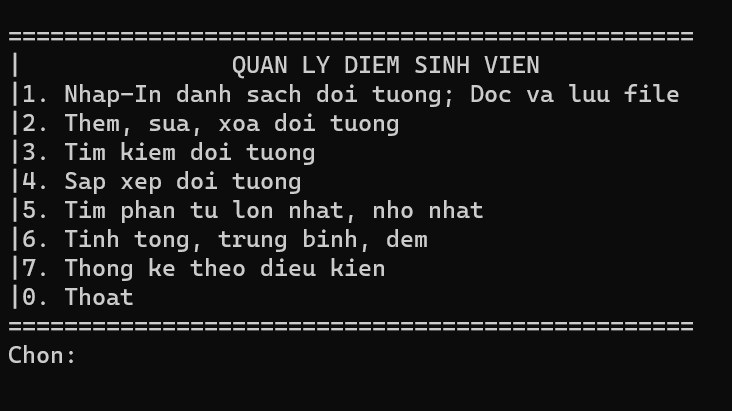 =================================================
| QUAN LY DIEM SINH VIEN
|1. Nhap-In danh sach doi tuong; Doc va luu file
|2. Them, sua, xoa doi tuong
|3. Tim kiem doi tuong
|4. Sap xep doi tuong
|5. Tim phan tu lon nhat, nho nhat
|6. Tinh tong, trung binh, dem
|7. Thong ke theo dieu kien
|0. Thoat
=================================================
Chon: